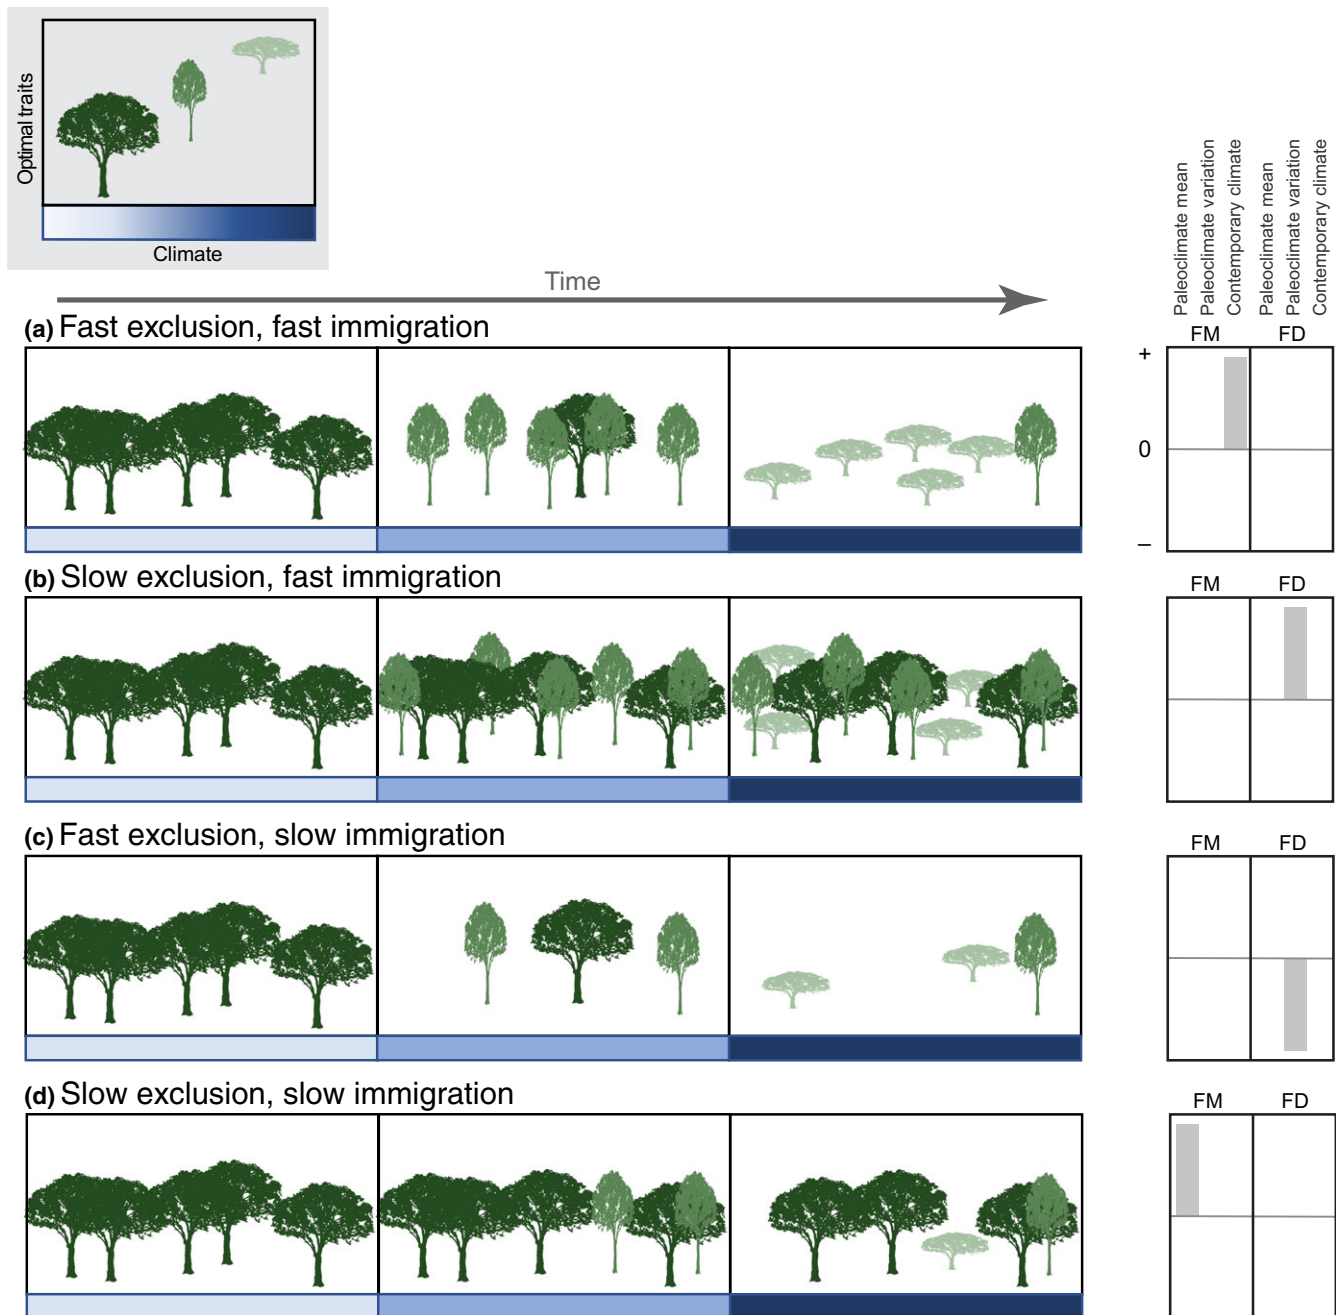 Optimal traits
Climate
Time
Paleoclimate mean
Paleoclimate variation
Contemporary climate
Paleoclimate mean
Paleoclimate variation
Contemporary climate
(a) Fast exclusion, fast immigration
FM FD
+
0
–
(b) Slow exclusion, fast immigration
FM FD
(c) Fast exclusion, slow immigration
FM FD
(d) Slow exclusion, slow immigration
FM FD